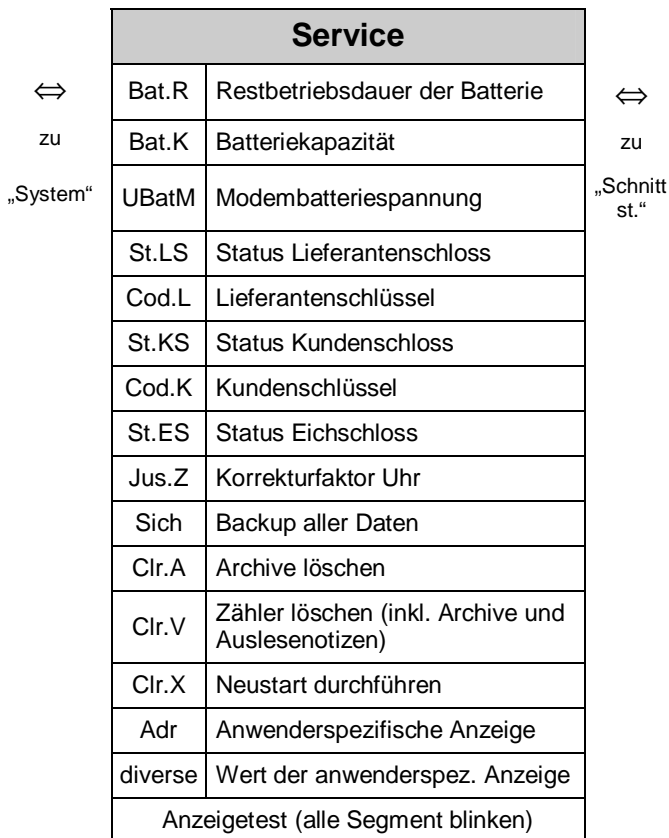 Service
⇔
zu
„System“
Bat.R Restbetriebsdauer der Batterie
Bat.K Batteriekapazität
UBatM Modembatteriespannung
St.LS Status Lieferantenschloss
Cod.L Lieferantenschlüssel
St.KS Status Kundenschloss
Cod.K Kundenschlüssel
St.ES Status Eichschloss
Jus.Z Korrekturfaktor Uhr
Sich Backup aller Daten
Clr.A Archive löschen
Clr.V Zähler löschen (inkl. Archive und
Auslesenotizen)
Clr.X Neustart durchführen
Adr Anwenderspezifische Anzeige
diverse Wert der anwenderspez. Anzeige
Anzeigetest (alle Segment blinken)
⇔
zu
„Schnitt
st.“